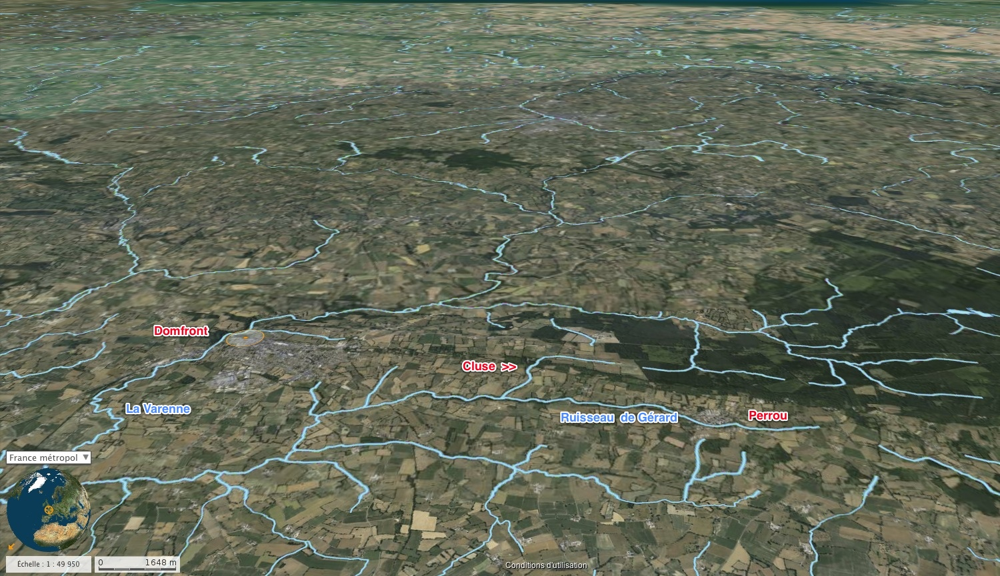 Domfront
Cluse >>
La Varenne
Ruisseau de Gérard
Perrou
France métropol
Échelle : 1 : 49 950
0 1648 m
Conditions d'utilisation